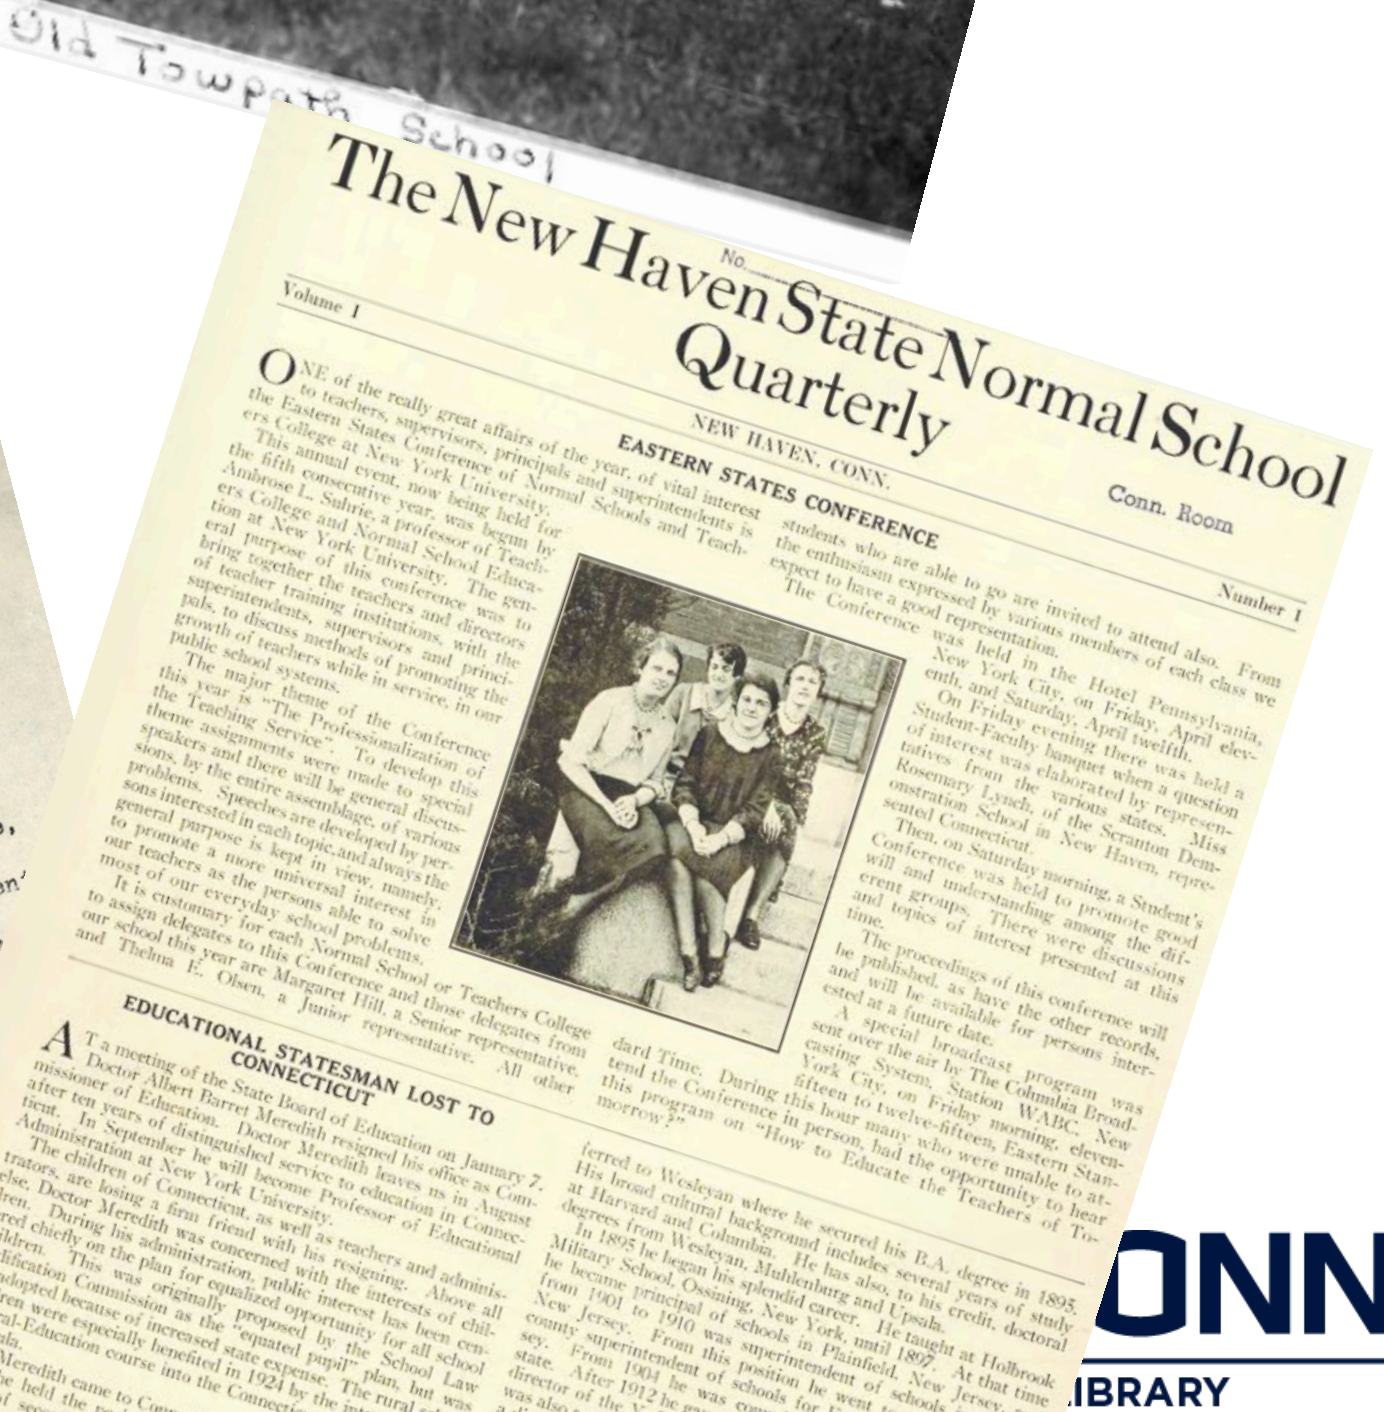 Old Towpath School
The New Haven State Normal School
Quarterly
No.
Conn. Room
Volume I
NEW HAVEN, CONN.
Number 1
EASTERN STATES CONFERENCE
ONE of the really great affairs of the year, of vital interest
to teachers, supervisors, principals and superintendents is
the Eastern States Conference of Normal Schools and Teach-
ers College at New York University.
This annual event, now being held for
the fifth consecutive year, was begun by
Ambrose L. Suhrie, a professor of Teach-
ers College and Normal School Educa-
tion at New York University. The gen-
eral purpose of this conference was to
bring together the teachers and directors
of teacher training institutions, with the
superintendents, supervisors and princi-
pals, to discuss methods of promoting the
growth of teachers while in service, in our
public school systems.
The major theme of the Conference
this year is "The Professionalization of
the Teaching Service". To develop this
theme assignments were made to special
speakers and there will be general discus-
sions, by the entire assemblage, of various
problems. Speeches are developed by per-
sons interested in each topic, and always the
general purpose is kept in view, namely,
to promote a more universal interest in
our teachers as the persons able to solve
most of our everyday school problems.
It is customary for each Normal School or Teachers College
to assign delegates to this Conference and those delegates from
our school this year are Margaret Hill, a Senior representative,
and Thelma E. Olsen, a Junior representative. All other
students who are able to go are invited to attend also. From
the enthusiasm expressed by various members of each class we
expect to have a good representation.
The Conference was held in the Hotel Pennsylvania,
New York City, on Friday, April elev-
enth, and Saturday, April twelfth.
On Friday evening there was held a
Student-Faculty banquet when a question
of interest was elaborated by represen-
tatives from the various states. Miss
Rosemary Lynch, of the Scranton Dem-
onstration School in New Haven, repre-
sented Connecticut.
Then, on Saturday morning, a Student's
Conference was held to promote good
will and understanding among the dif-
ferent groups. There were discussions
and topics of interest presented at this
time.
The proceedings of this conference will
be published, as have the other records,
and will be available for persons inter-
ested at a future date.
A special broadcast program was
sent over the air by The Columbia Broad-
casting System, Station WABC, New
York City, on Friday morning, eleven-
fifteen to twelve-fifteen, Eastern Stan-
dard Time. During this hour many who were unable to at-
tend the Conference in person, had the opportunity to hear
this program on "How to Educate the Teachers of To-
morrow?"
EDUCATIONAL STATESMAN LOST TO
CONNECTICUT
AT a meeting of the State Board of Education on January 7,
Doctor Albert Barret Meredith resigned his office as Com-
missioner of Education. Doctor Meredith leaves us in August
after ten years of distinguished service to education in Connec-
ticut. In September he will become Professor of Educational
Administration at New York University.
The children of Connecticut, as well as teachers and adminis-
trators, are losing a firm friend with his resigning. Above all
else, Doctor Meredith was concerned with the interests of chil-
dren. During his administration, public interest has been cen-
red chiefly on the plan for equalized opportunity for all school
ildren. This was originally proposed by the School Law
dification Commission as the "equated pupil" plan, but was
adopted because of increased state expense. The rural
ren were especially benefited in 1924 by the
ral-Education course into the Connec
ala.
Meredith came to Con
he held the
ferred to Wesleyan where he secured his B.A. degree in 1895.
His broad cultural background includes several years of study
at Harvard and Columbia. He has also, to his credit, doctoral
degrees from Wesleyan, Muhlenburg and Upsala.
In 1895 he began his splendid career. He taught at Holbrook
Military School, Ossining, New York, until 1897. At that time
he became principal of schools in Plainfield, New Jersey,
from 1901 to 1910 was superintendent of schools
New Jersey. From this position he went to
county superintendent of schools for
sey. From 1904 he was
state. After 1912 he
director of the
was also
ONN
LIBRARY